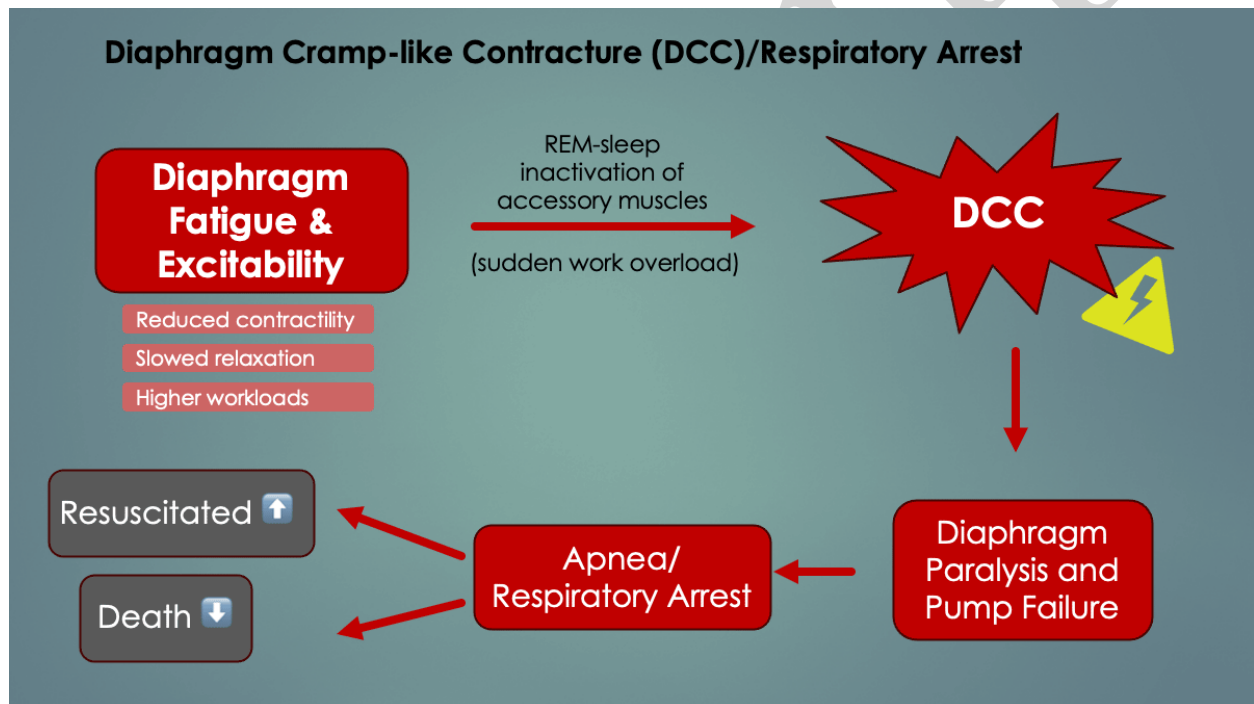 Diaphragm Cramp-like Contracture (DCC)/Respiratory Arrest
Diaphragm
Fatigue &
Excitability
Reduced contractility
Slowed relaxation
Higher workloads
REM-sleep
inactivation of
accessory muscles
(sudden work overload)
DCC
Diaphragm
Paralysis and
Pump Failure
Apnea/
Respiratory Arrest
Resuscitated ⬆️
Death ⬇️